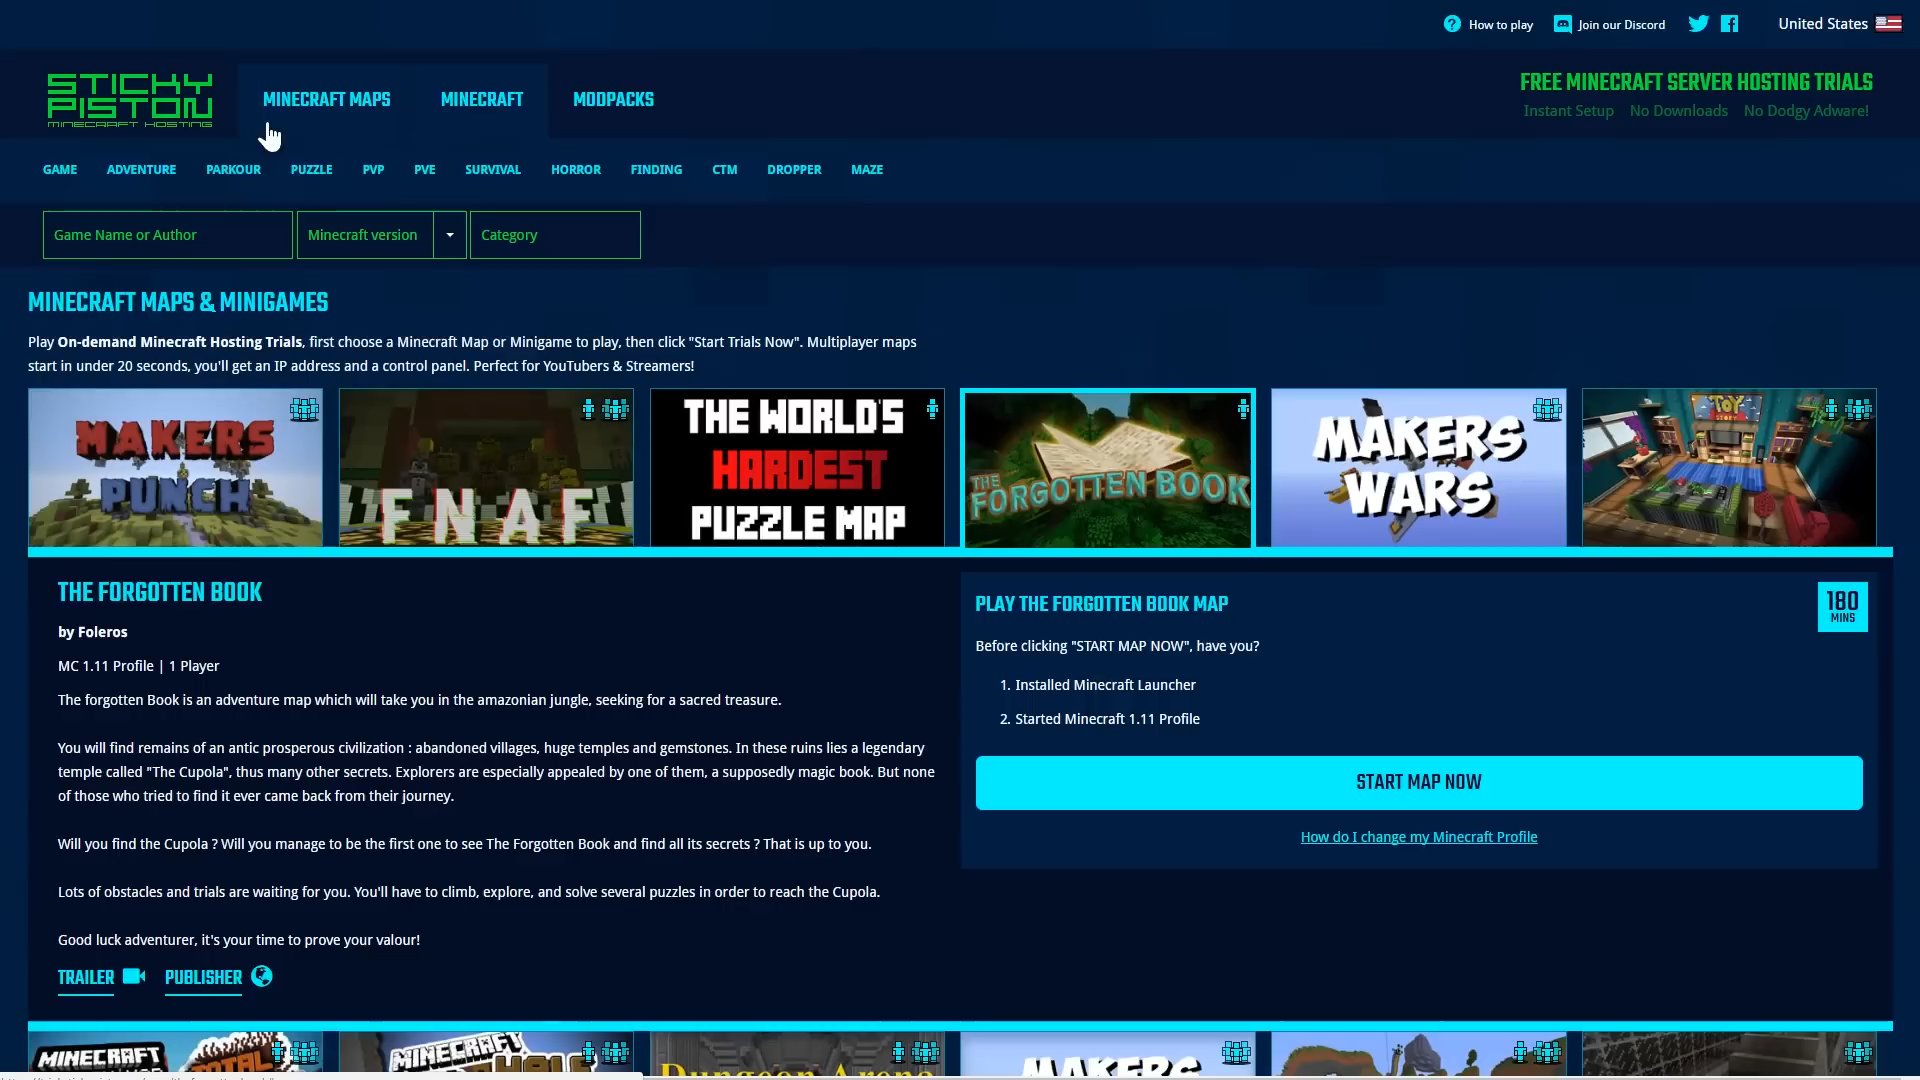 How to play
Join our Discord
United States
STICKY
PISTON
MINECRAFT HOSTING
MINECRAFT MAPS
MINECRAFT
MODPACKS
FREE MINECRAFT SERVER HOSTING TRIALS
Instant Setup No Downloads No Dodgy Adware!
GAME ADVENTURE PARKOUR PUZZLE PVP PVE SURVIVAL HORROR FINDING CTM DROPPER MAZE
Game Name or Author
Minecraft version
Category
MINECRAFT MAPS & MINIGAMES
Play On-demand Minecraft Hosting Trials, first choose a Minecraft Map or Minigame to play, then click "Start Trials Now". Multiplayer maps
start in under 20 seconds, you'll get an IP address and a control panel. Perfect for YouTubers & Streamers!
MAKERS
PUNCH
FNAF
THE WORLD'S
HARDEST
PUZZLE MAP
THE
FORGOTTEN BOOK
MAKERS
WARS
TOY
STORY
THE FORGOTTEN BOOK
by Foleros
MC 1.11 Profile | 1 Player
The forgotten Book is an adventure map which will take you in the amazonian jungle, seeking for a sacred treasure.
You will find remains of an antic prosperous civilization : abandoned villages, huge temples and gemstones. In these ruins lies a legendary
temple called "The Cupola", thus many other secrets. Explorers are especially appealed by one of them, a supposedly magic book. But none
of those who tried to find it ever came back from their journey.
Will you find the Cupola ? Will you manage to be the first one to see The Forgotten Book and find all its secrets ? That is up to you.
Lots of obstacles and trials are waiting for you. You'll have to climb, explore, and solve several puzzles in order to reach the Cupola.
Good luck adventurer, it's your time to prove your valour!
TRAILER
PUBLISHER
PLAY THE FORGOTTEN BOOK MAP
180
MINS
Before clicking "START MAP NOW", have you?
1. Installed Minecraft Launcher
2. Started Minecraft 1.11 Profile
START MAP NOW
How do I change my Minecraft Profile
MINECRAFT
TOTAL
MINECRAFT
Dungeon Arena
MAKERS